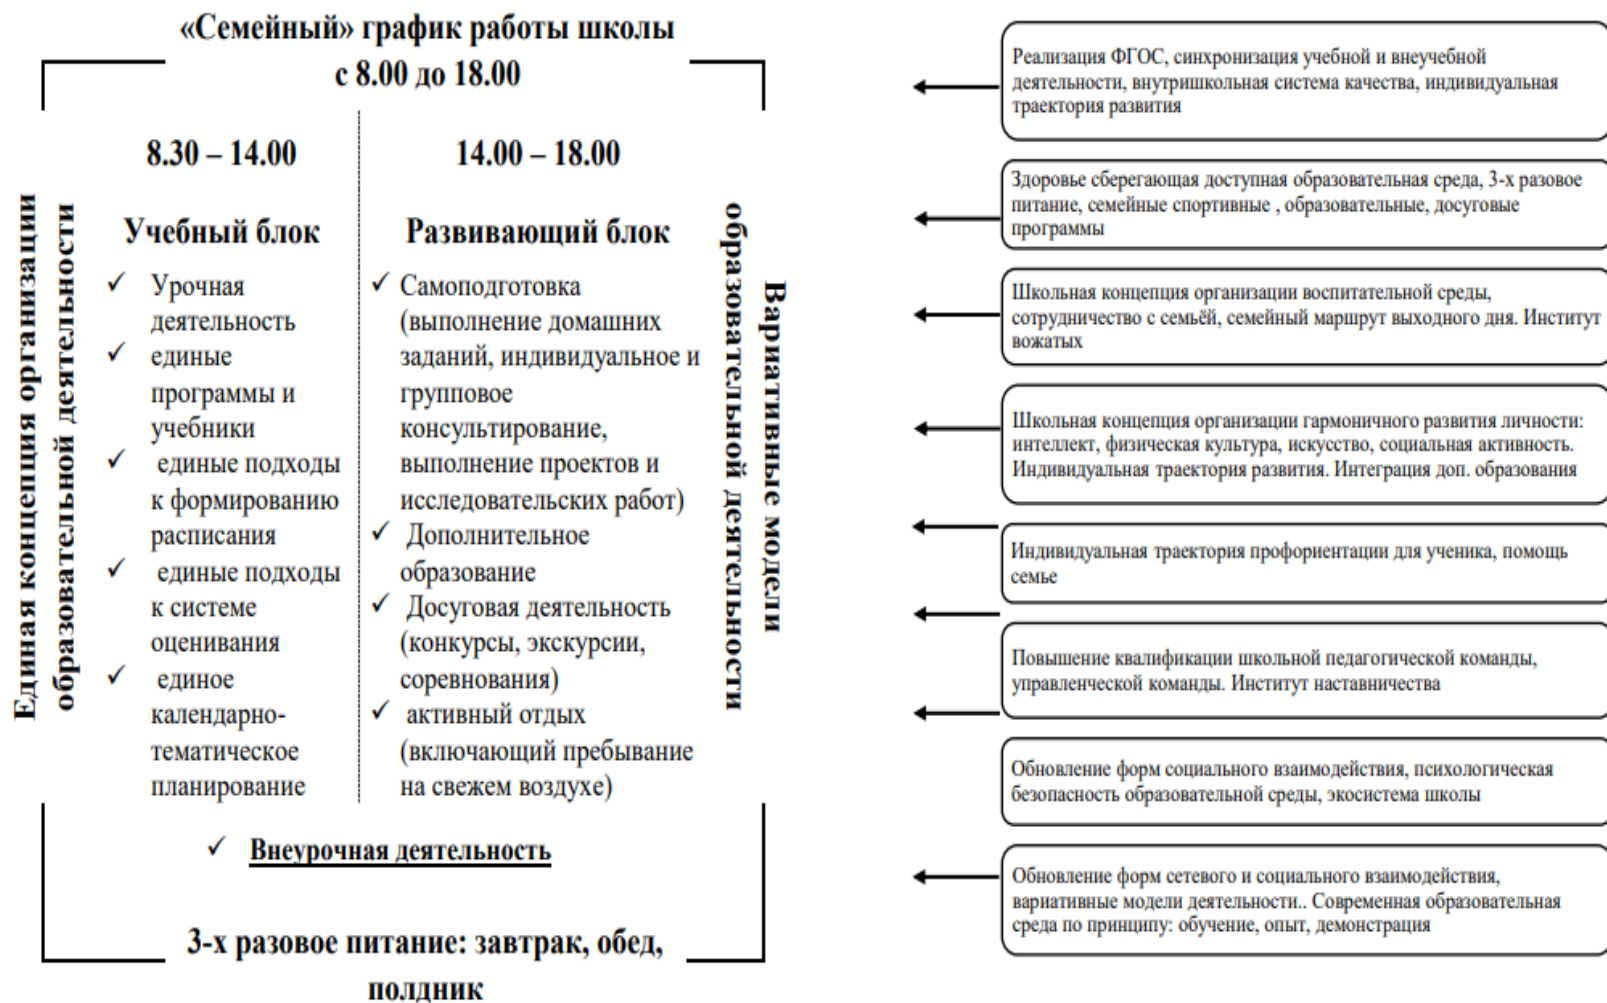 «Семейный» график работы школы
с 8.00 до 18.00
Единая концепция организации
образовательной деятельности
8.30 – 14.00
Учебный блок
✓ Урочная
деятельность
✓ единые
программы и
учебники
✓ единые подходы
к формированию
расписания
✓ единые подходы
к системе
оценивания
✓ единое
календарно-
тематическое
планирование
14.00 – 18.00
Развивающий блок
✓ Самоподготовка
(выполнение домашних
заданий, индивидуальное и
групповое
консультирование,
выполнение проектов и
исследовательских работ)
✓ Дополнительное
образование
✓ Досуговая деятельность
(конкурсы, экскурсии,
соревнования)
✓ активный отдых
(включающий пребывание
на свежем воздухе)
Вариативные модели
образовательной деятельности
✓ Внеурочная деятельность
3-х разовое питание: завтрак, обед,
полдник
Реализация ФГОС, синхронизация учебной и внеучебной
деятельности, внутришкольная система качества, индивидуальная
траектория развития
Здоровье сберегающая доступная образовательная среда, 3-х разовое
питание, семейные спортивные , образовательные, досуговые
программы
Школьная концепция организации воспитательной среды,
сотрудничество с семьёй, семейный маршрут выходного дня. Институт
вожатых
Школьная концепция организации гармоничного развития личности:
интеллект, физическая культура, искусство, социальная активность.
Индивидуальная траектория развития. Интеграция доп. образования
Индивидуальная траектория профориентации для ученика, помощь
семье
Повышение квалификации школьной педагогической команды,
управленческой команды. Институт наставничества
Обновление форм социального взаимодействия, психологическая
безопасность образовательной среды, экосистема школы
Обновление форм сетевого и социального взаимодействия,
вариативные модели деятельности.. Современная образовательная
среда по принципу: обучение, опыт, демонстрация